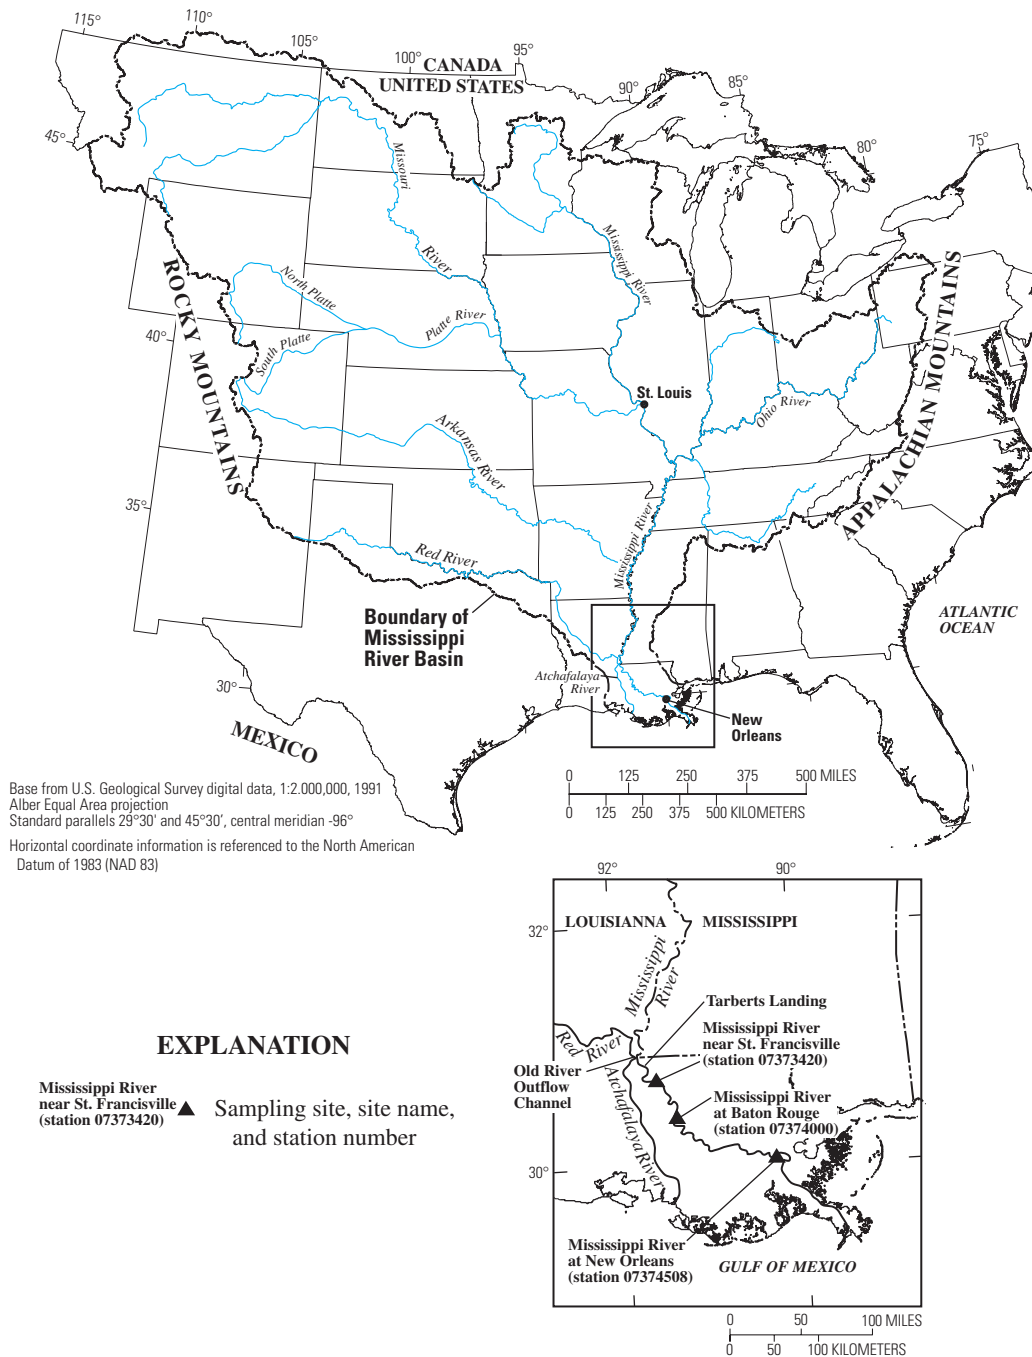 115°
110°
105°
100°
95°
90°
85°
80°
75°
45°
40°
35°
30°
CANADA
UNITED STATES
Missouri
River
Mississippi River
North Platte
Platte River
South Platte
ROCKY MOUNTAINS
APPALACHIAN MOUNTAINS
St. Louis
Ohio River
Arkansas River
Mississippi River
Red River
Boundary of
Mississippi
River Basin
ATLANTIC
OCEAN
Atchafalaya
River
New
Orleans
MEXICO
0 125 250 375 500 MILES
0 125 250 375 500 KILOMETERS
Base from U.S. Geological Survey digital data, 1:2.000,000, 1991
Alber Equal Area projection
Standard parallels 29°30' and 45°30', central meridian -96°
Horizontal coordinate information is referenced to the North American
Datum of 1983 (NAD 83)
92°
90°
32°
30°
LOUISIANNA
MISSISSIPPI
Mississippi
River
Tarberts Landing
Mississippi River
near St. Francisville
(station 07373420)
Red River
Old River
Outflow
Channel
Atchafalaya River
Mississippi River
at Baton Rouge
(station 07374000)
Mississippi River
at New Orleans
(station 07374508)
GULF OF MEXICO
0 50 100 MILES
0 50 100 KILOMETERS
EXPLANATION
Mississippi River
near St. Francisville
(station 07373420)
Sampling site, site name,
and station number